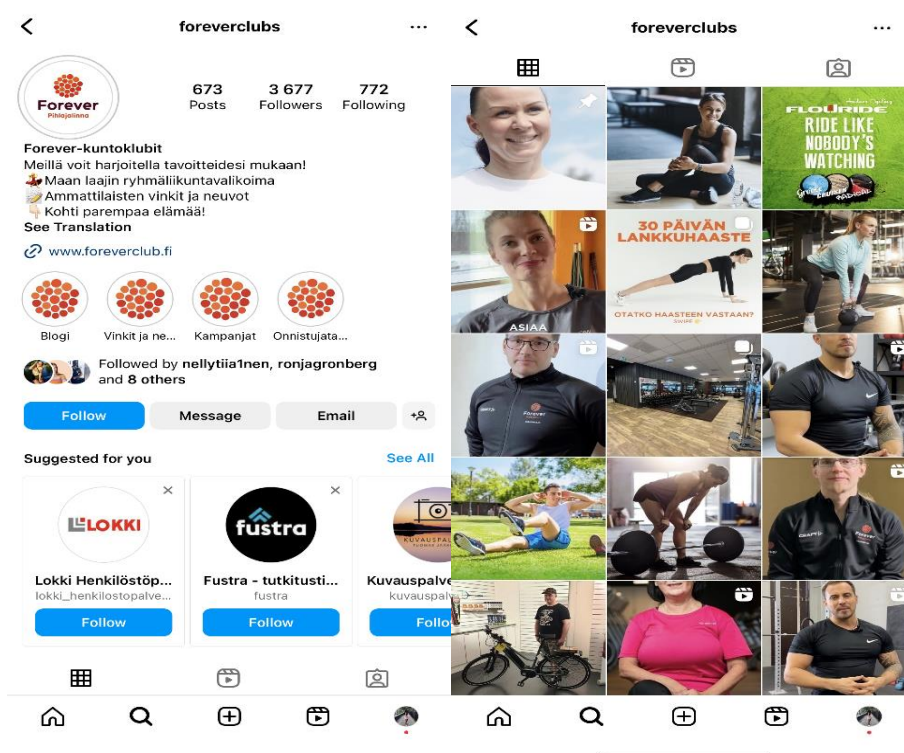 foreverclubs
Forever
Pihlajalinna
673
Posts
3 677
Followers
772
Following
Forever-kuntoklubit
Meillä voit harjoitella tavoitteidesi mukaan!
Maan laajin ryhmäliikuntavalikoima
Ammattilaisten vinkit ja neuvot
Kohti parempaa elämää!
See Translation
www.foreverclub.fi
Blogi
Vinkit ja ne...
Kampanjat
Onnistujata...
Followed by nellytiia1nen, ronjagronberg
and 8 others
Follow
Message
Email
Suggested for you
See All
LOKKI
Lokki Henkilöstöp...
lokki_henkilostopalve...
Follow
fustra
Fustra - tutkitusti...
fustra
Follow
KUVAUSPAL
Kuvauspalve
kuvauspalv
Follo
foreverclubs
FLOURIDE
RIDE LIKE
NOBODY'S
WATCHING
ASIAA
30 PÄIVÄN
LANKKUHAASTE
OTATKO HAASTEEN VASTAAN?
SWIPE
Forever
Forever